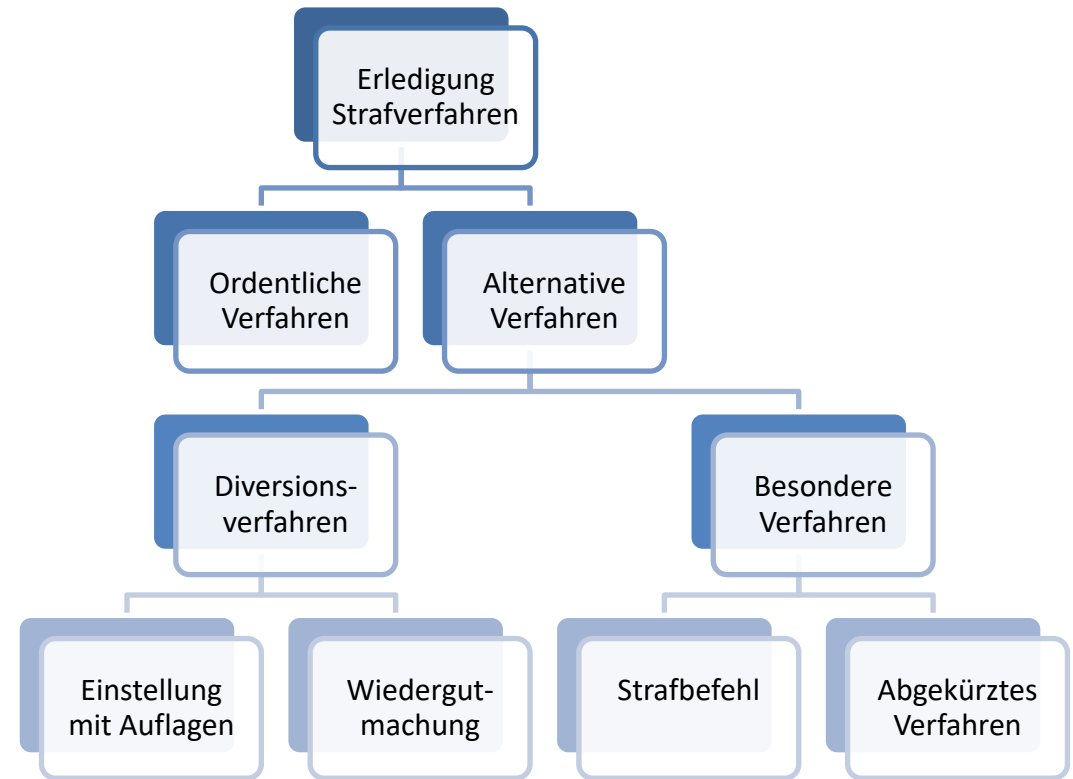 Erledigung
Strafverfahren
Ordentliche
Verfahren
Alternative
Verfahren
Diversions-
verfahren
Besondere
Verfahren
Einstellung
mit Auflagen
Wiedergut-
machung
Strafbefehl
Abgekürztes
Verfahren